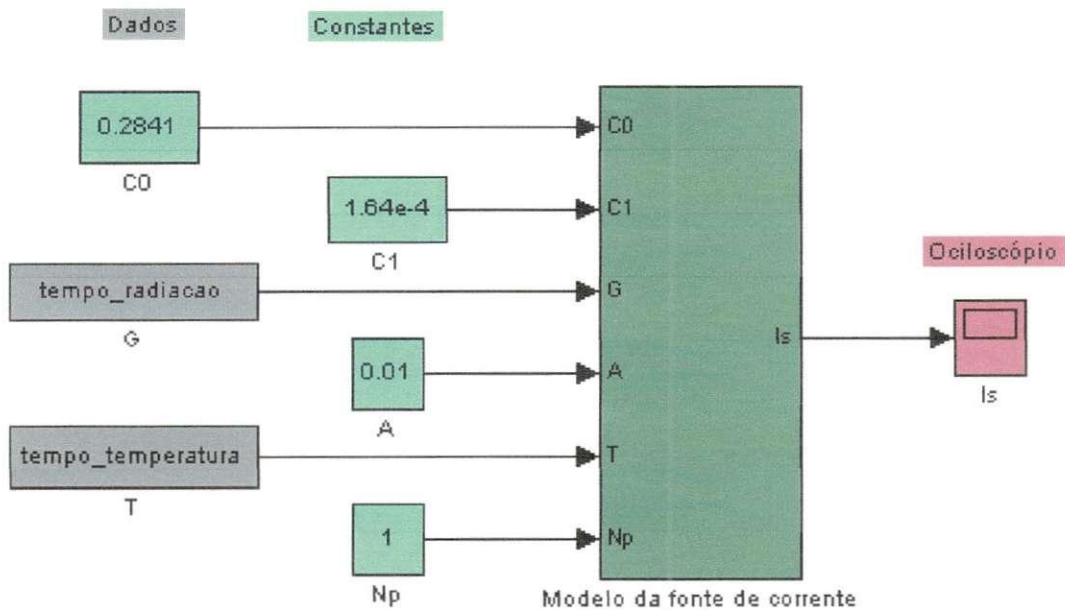 Dados
Constantes
0.2841
C0
C0
1.64e-4
C1
C1
Ociloscópio
tempo_radiacao
G
G
Is
Is
0.01
A
A
tempo_temperatura
T
T
1
Np
Np
Modelo da fonte de corrente